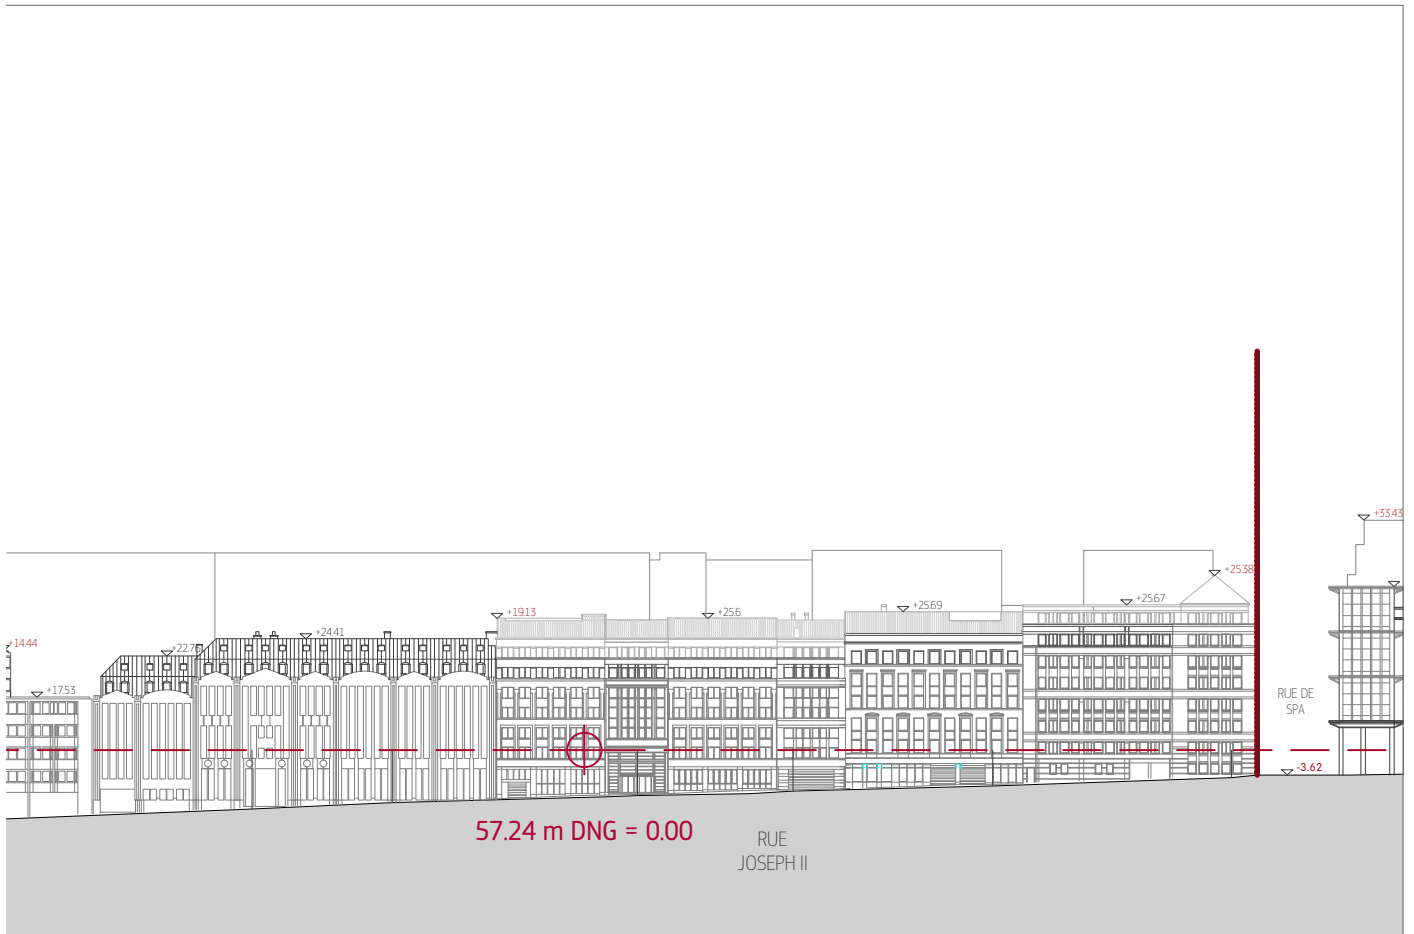 +33.43
+25.38
+25.67
+25.69
+25.6
+19.13
+24.41
+14.44
+22.76
+17.53
RUE DE
SPA
-3.62
57.24 m DNG = 0.00
RUE
JOSEPH II